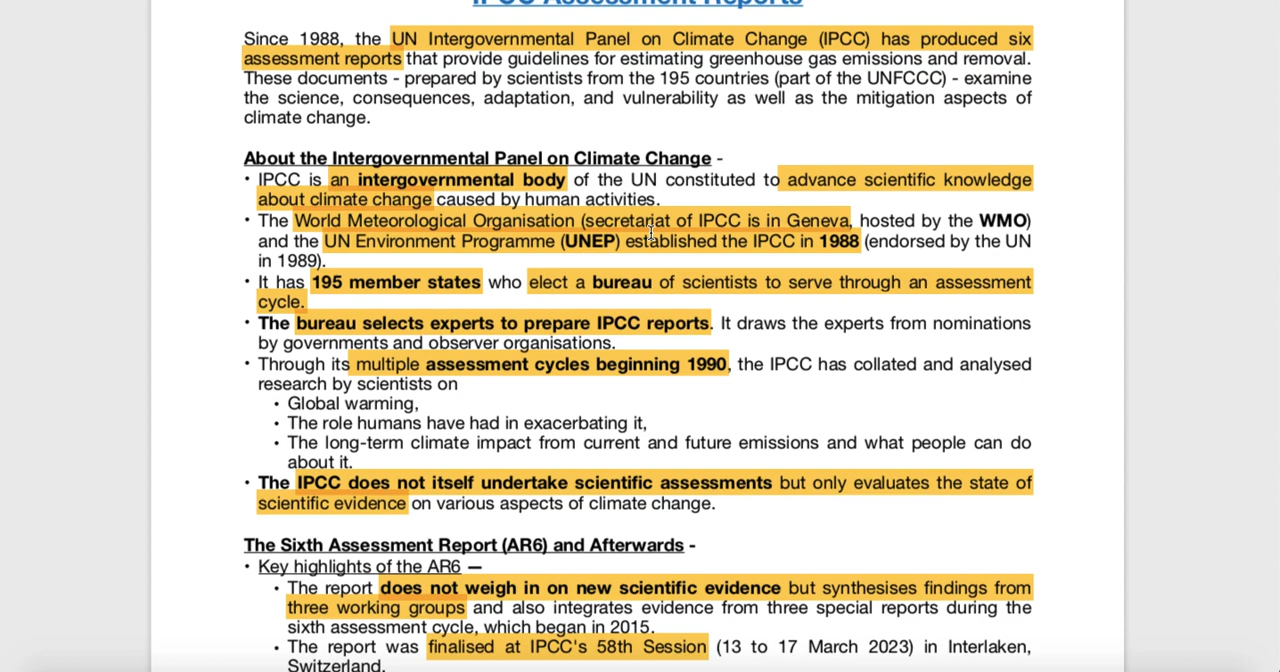 IPCC Assessment Reports
Since 1988, the UN Intergovernmental Panel on Climate Change (IPCC) has produced six
assessment reports that provide guidelines for estimating greenhouse gas emissions and removal.
These documents - prepared by scientists from the 195 countries (part of the UNFCCC) - examine
the science, consequences, adaptation, and vulnerability as well as the mitigation aspects of
climate change.
About the Intergovernmental Panel on Climate Change -
• IPCC is an intergovernmental body of the UN constituted to advance scientific knowledge
about climate change caused by human activities.
• The World Meteorological Organisation (secretariat of IPCC is in Geneva, hosted by the WMO)
and the UN Environment Programme (UNEP) established the IPCC in 1988 (endorsed by the UN
in 1989).
• It has 195 member states who elect a bureau of scientists to serve through an assessment
cycle.
• The bureau selects experts to prepare IPCC reports. It draws the experts from nominations
by governments and observer organisations.
• Through its multiple assessment cycles beginning 1990, the IPCC has collated and analysed
research by scientists on
• Global warming,
• The role humans have had in exacerbating it,
• The long-term climate impact from current and future emissions and what people can do
about it.
• The IPCC does not itself undertake scientific assessments but only evaluates the state of
scientific evidence on various aspects of climate change.
The Sixth Assessment Report (AR6) and Afterwards -
• Key highlights of the AR6 —
• The report does not weigh in on new scientific evidence but synthesises findings from
three working groups and also integrates evidence from three special reports during the
sixth assessment cycle, which began in 2015.
• The report was finalised at IPCC's 58th Session (13 to 17 March 2023) in Interlaken,
Switzerland.